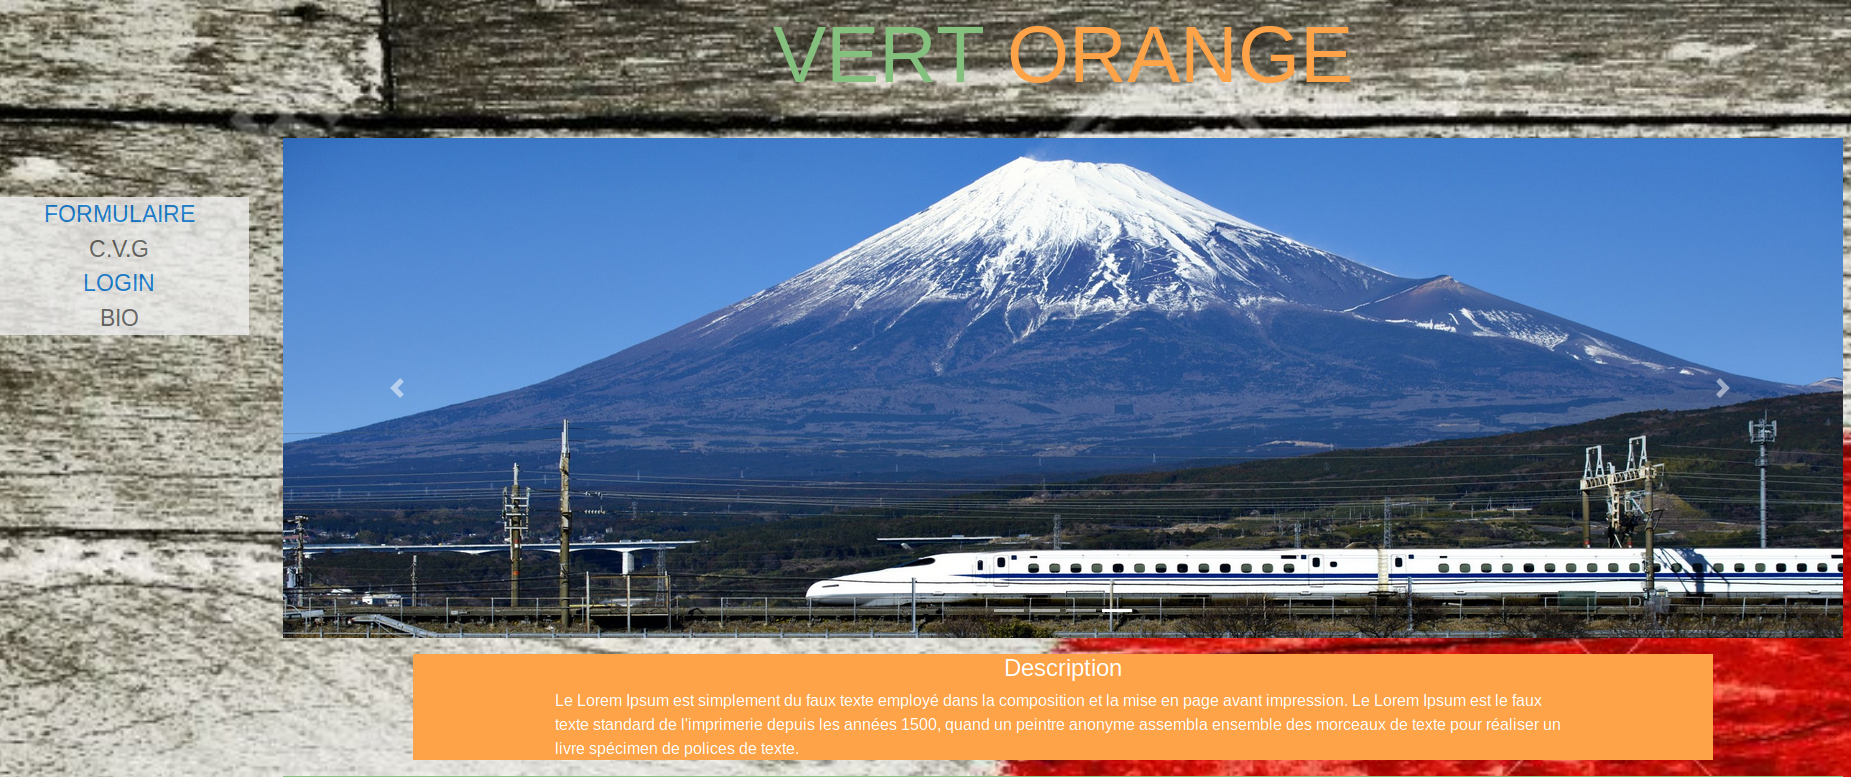 VERT ORANGE
FORMULAIRE
C.V.G
LOGIN
BIO
Description
Le Lorem Ipsum est simplement du faux texte employé dans la composition et la mise en page avant impression. Le Lorem Ipsum est le faux
texte standard de l'imprimerie depuis les années 1500, quand un peintre anonyme assembla ensemble des morceaux de texte pour réaliser un
livre spécimen de polices de texte.